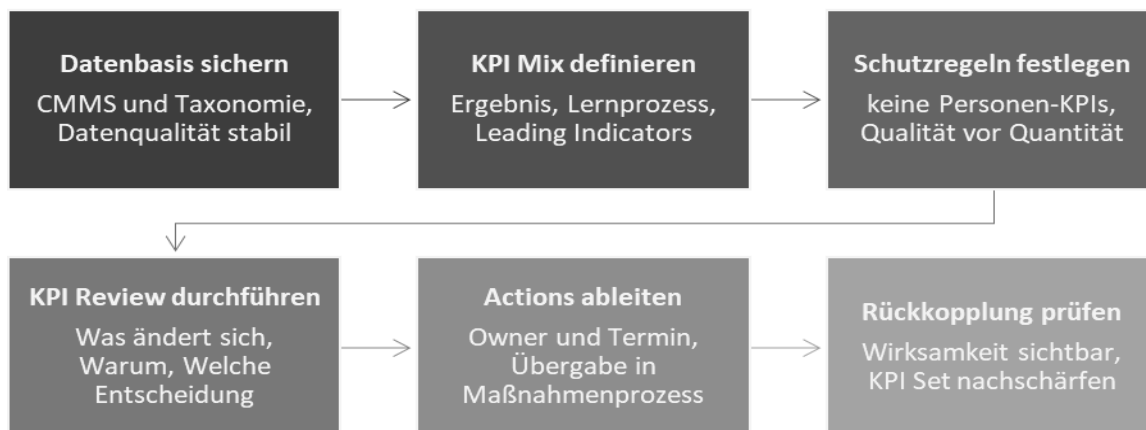 Datenbasis sichern
CMMS und Taxonomie,
Datenqualität stabil
KPI Mix definieren
Ergebnis, Lernprozess,
Leading Indicators
Schutzregeln festlegen
keine Personen-KPIs,
Qualität vor Quantität
KPI Review durchführen
Was ändert sich,
Warum, Welche
Entscheidung
Actions ableiten
Owner und Termin,
Übergabe in
Maßnahmenprozess
Rückkopplung prüfen
Wirksamkeit sichtbar,
KPI Set nachschärfen